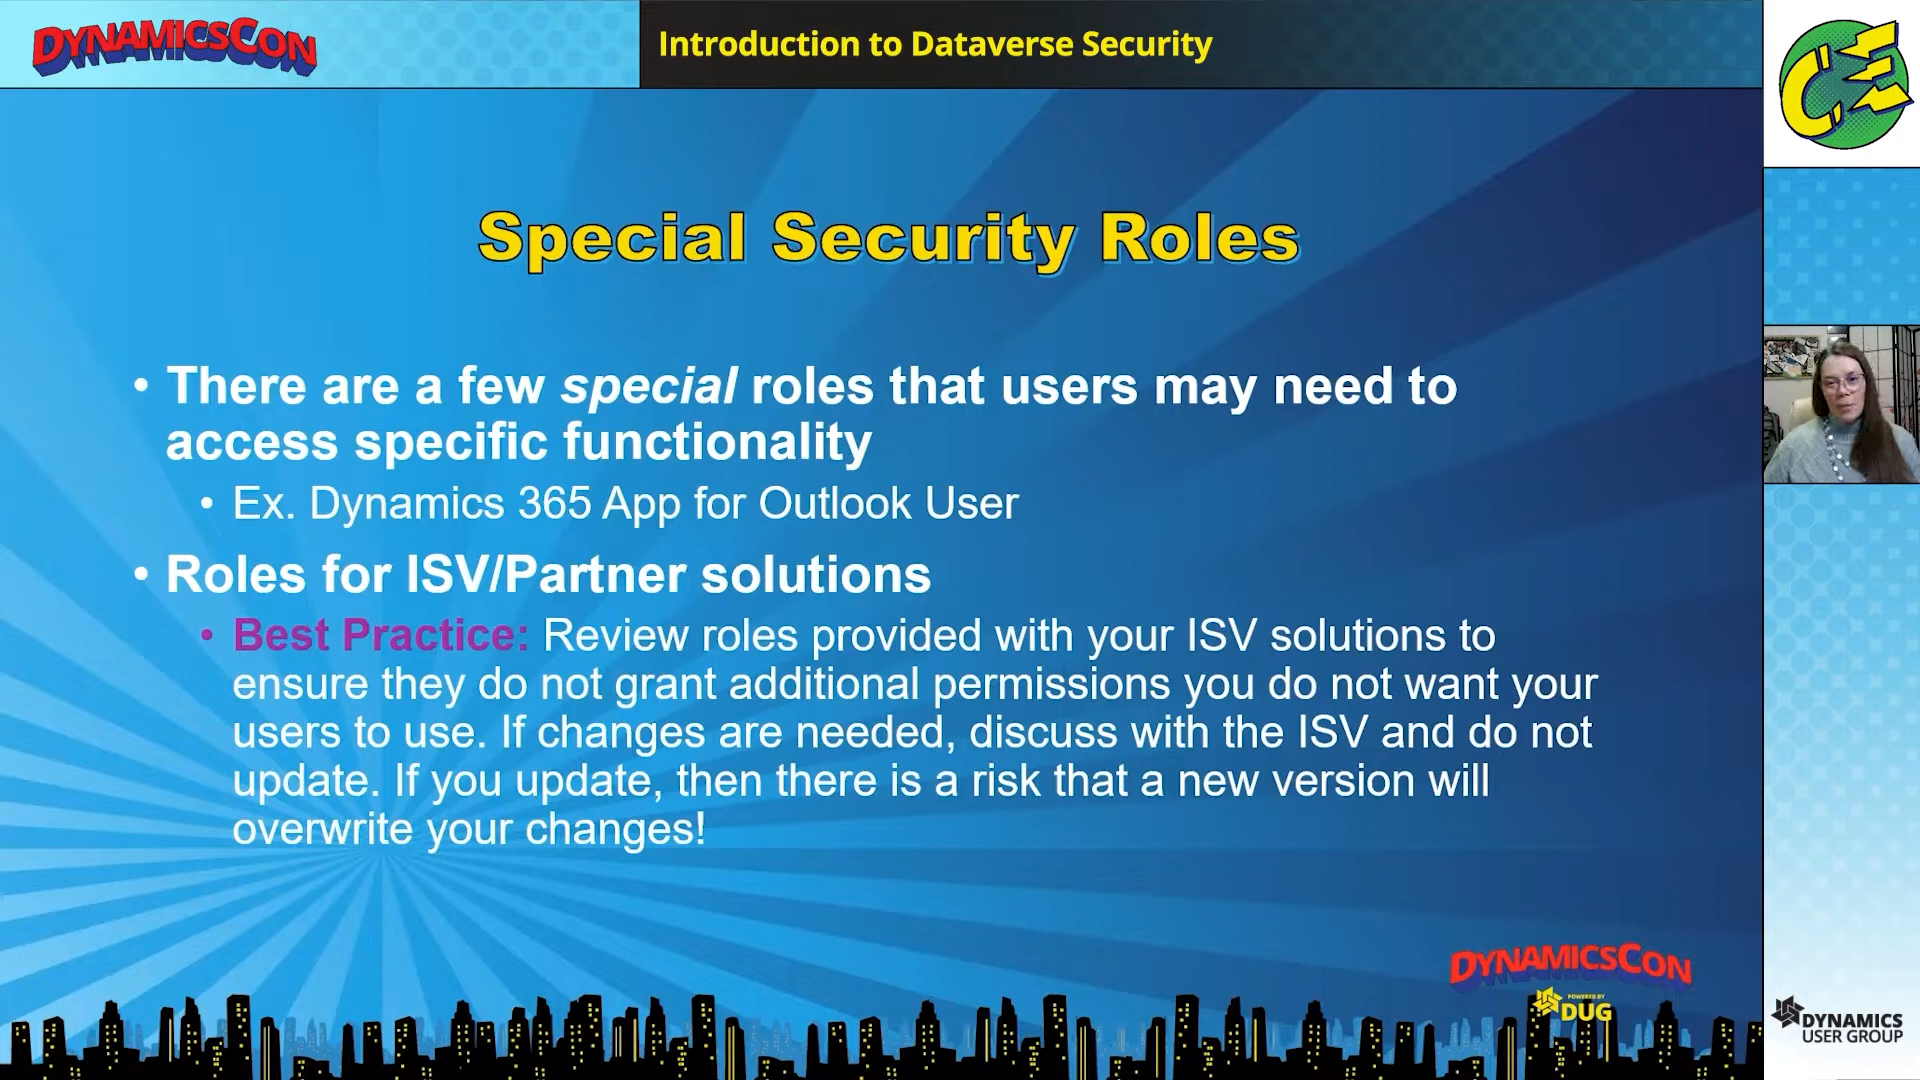 DYNAMICSCON
Introduction to Dataverse Security
CE
Special Security Roles
• There are a few special roles that users may need to
access specific functionality
• Ex. Dynamics 365 App for Outlook User
• Roles for ISV/Partner solutions
• Best Practice: Review roles provided with your ISV solutions to
ensure they do not grant additional permissions you do not want your
users to use. If changes are needed, discuss with the ISV and do not
update. If you update, then there is a risk that a new version will
overwrite your changes!
DYNAMICSCON
POWERED BY
DUG
DYNAMICS
USER GROUP